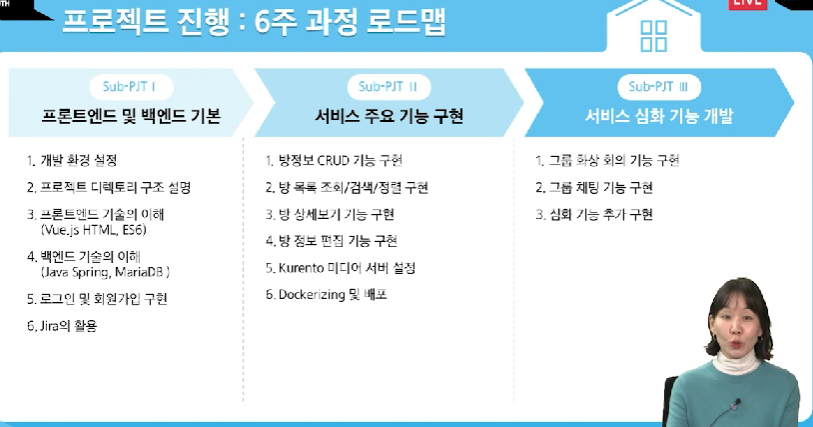 프로젝트 진행 : 6주 과정 로드맵
LIVE
Sub-PJT Ⅰ
프론트엔드 및 백엔드 기본
1. 개발 환경 설정
2. 프로젝트 디렉토리 구조 설명
3. 프론트엔드 기술의 이해
(Vue.js HTML, ES6)
4. 백엔드 기술의 이해
(Java Spring, MariaDB )
5. 로그인 및 회원가입 구현
6. Jira의 활용
Sub-PJT Ⅱ
서비스 주요 기능 구현
1. 방정보 CRUD 기능 구현
2. 방 목록 조회/검색/정렬 구현
3. 방 상세보기 기능 구현
4. 방 정보 편집 기능 구현
5. Kurento 미디어 서버 설정
6. Dockerizing 및 배포
Sub-PJT Ⅲ
서비스 심화 기능 개발
1. 그룹 화상 회의 기능 구현
2. 그룹 채팅 기능 구현
3. 심화 기능 추가 구현